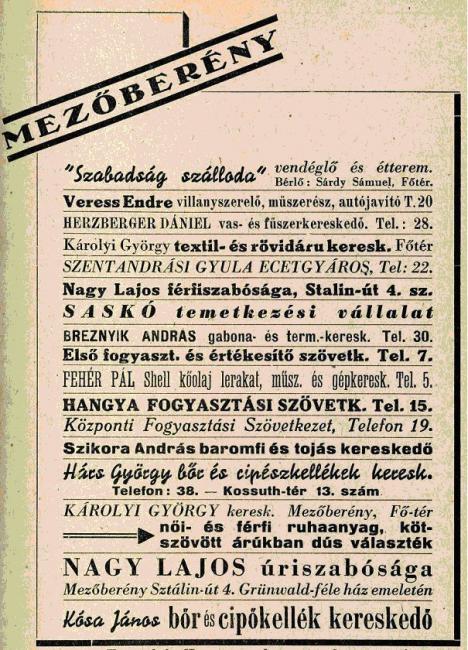 MEZŐBERÉNY
"Szabadság szálloda" vendéglő és étterem.
Bérlő: Sárdy Sámuel, Főtér.
Veress Endre villanyszerelő, műszerész, autójavító T. 20
HERZBERGER DÁNIEL vas- és fűszerkereskedő. Tel.: 28.
Károlyi György textil- és rövidáru keresk. Főtér
SZENTANDRÁSI GYULA ECETGYÁROS, Tel: 22.
Nagy Lajos férfiszabósága, Stalin-út 4. sz.
SASKÓ temetkezési vállalat
BREZNYIK ANDRÁS gabona- és term.-keresk. Tel. 30.
Első fogyaszt. és értékesítő szövetk. Tel. 7.
FEHÉR PÁL Shell kőolaj lerakat, műsz. és gépkeresk. Tel. 5.
HANGYA FOGYASZTÁSI SZÖVETK. Tel. 15.
Központi Fogyasztási Szövetkezet, Telefon 19.
Szikora András baromfi és tojás kereskedő
Hárs György bőr és cipészkellékek keresk.
Telefon: 38. — Kossuth-tér 13. szám
KÁROLYI GYÖRGY keresk. Mezőberény, Fő-tér
női- és férfi ruhaanyag, köt-
szövött árúkban dús választék
NAGY LAJOS úriszabósága
Mezőberény Sztálin-út 4. Grünwald-féle ház emeletén
Kósa János bőr és cipőkellék kereskedő